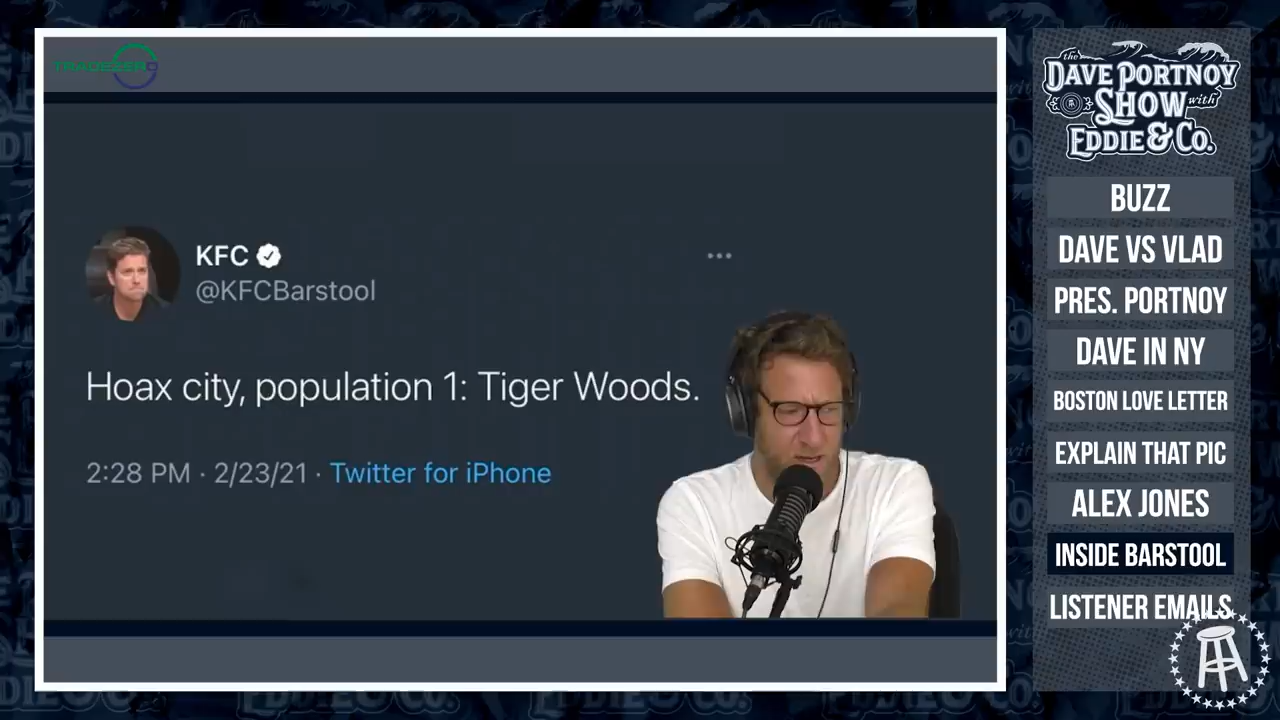 TRADEZERO
KFC
@KFCBarstool
Hoax city, population 1: Tiger Woods.
2:28 PM · 2/23/21 · Twitter for iPhone
the
DAVE PORTNOY
SHOW
with
EDDIE & CO.
BUZZ
DAVE VS VLAD
PRES. PORTNOY
DAVE IN NY
BOSTON LOVE LETTER
EXPLAIN THAT PIC
ALEX JONES
INSIDE BARSTOOL
LISTENER EMAILS